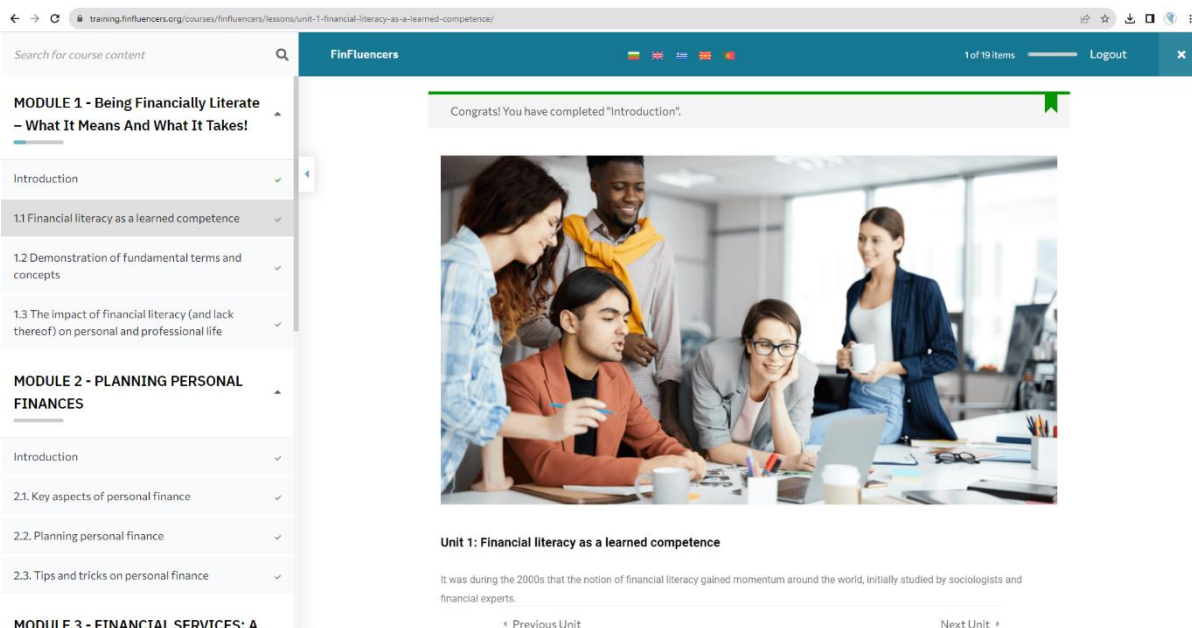 training.finfluencers.org/courses/finfluencers/lessons/unit-1-financial-literacy-as-a-learned-competence/
Search for course content
FinFluencers
1 of 19 items
Logout
MODULE 1 - Being Financially Literate
– What It Means And What It Takes!
Introduction
1.1 Financial literacy as a learned competence
1.2 Demonstration of fundamental terms and
concepts
1.3 The impact of financial literacy (and lack
thereof) on personal and professional life
MODULE 2 - PLANNING PERSONAL
FINANCES
Introduction
2.1. Key aspects of personal finance
2.2. Planning personal finance
2.3. Tips and tricks on personal finance
MODULE 3 - FINANCIAL SERVICES: A
Congrats! You have completed "Introduction".
Unit 1: Financial literacy as a learned competence
It was during the 2000s that the notion of financial literacy gained momentum around the world, initially studied by sociologists and
financial experts.
Previous Unit
Next Unit